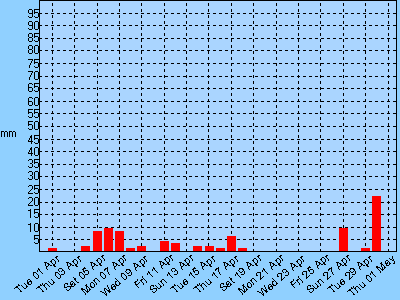 95
90
85
80
75
70
65
60
55
50
mm
45
40
35
30
25
20
15
10
5
Tue 01 Apr
Thu 03 Apr
Sat 05 Apr
Mon 07 Apr
Wed 09 Apr
Fri 11 Apr
Sun 13 Apr
Tue 15 Apr
Thu 17 Apr
Sat 19 Apr
Mon 21 Apr
Wed 23 Apr
Fri 25 Apr
Sun 27 Apr
Tue 29 Apr
Thu 01 May